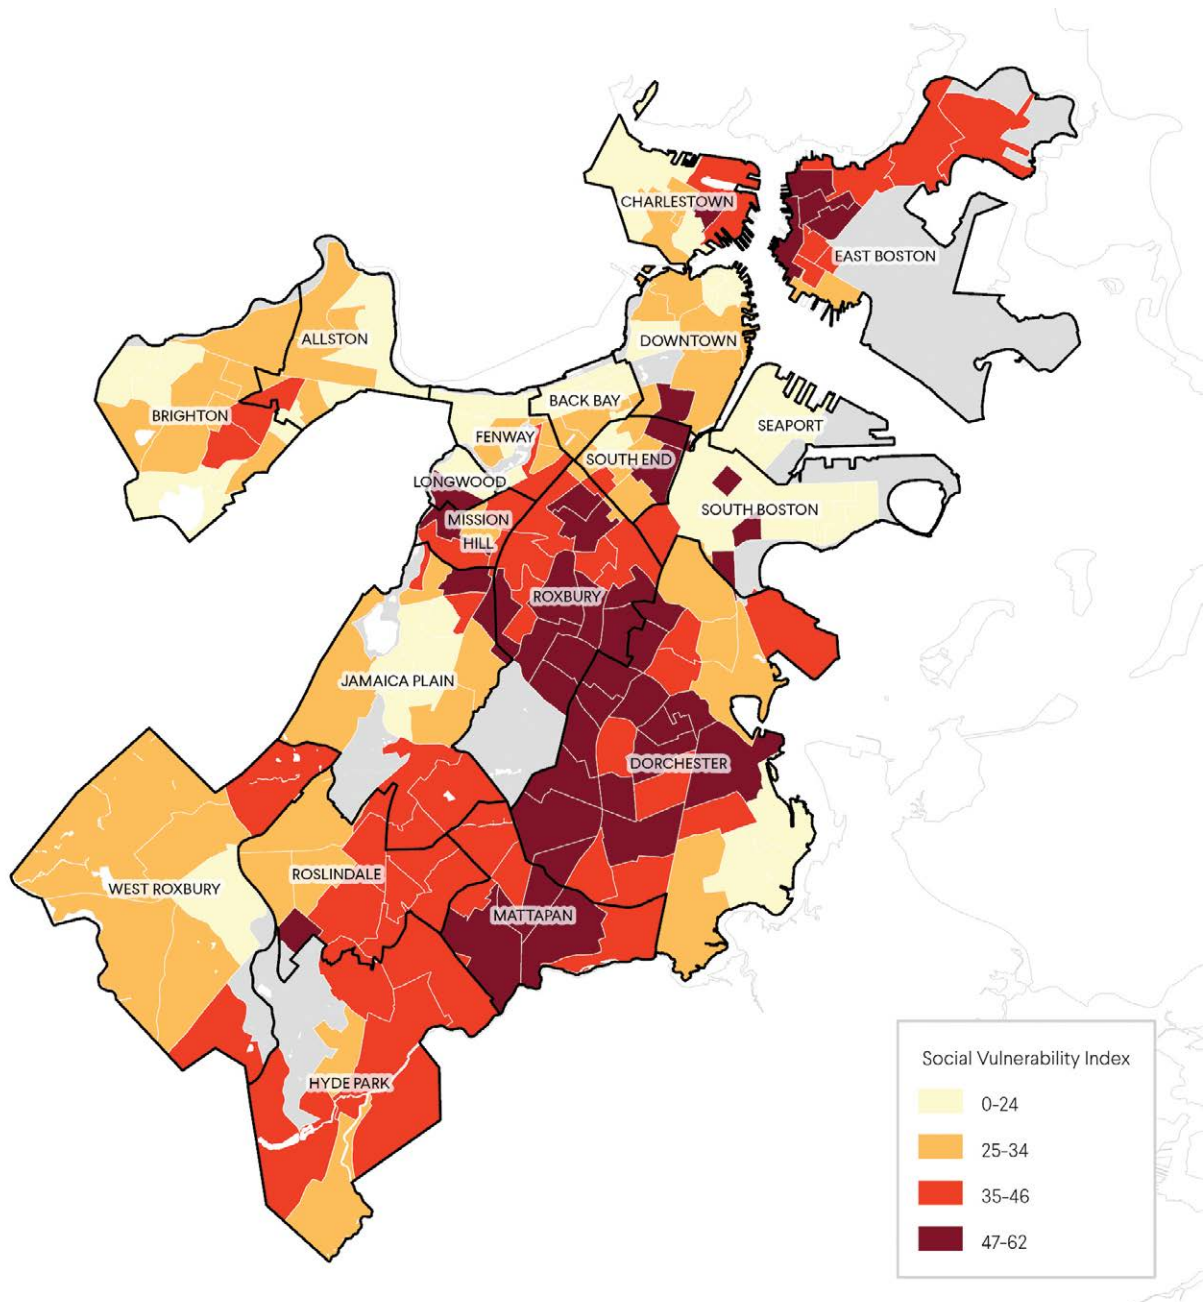 CHARLESTOWN
EAST BOSTON
ALLSTON
DOWNTOWN
BACK BAY
BRIGHTON
SEAPORT
FENWAY
SOUTH END
LONGWOOD
SOUTH BOSTON
MISSION
HILL
ROXBURY
JAMAICA PLAIN
DORCHESTER
ROSLINDALE
WEST ROXBURY
MATTAPAN
HYDE PARK
Social Vulnerability Index
0-24
25-34
35-46
47-62